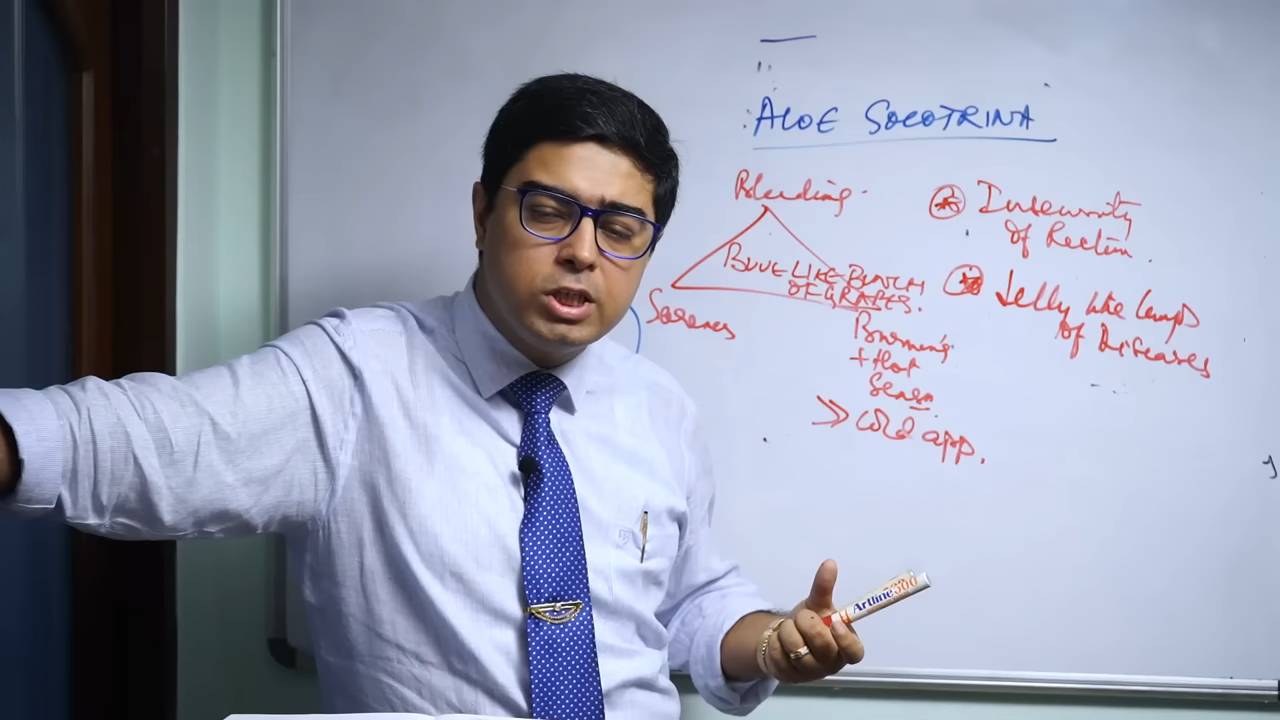 ALOE SOCOTRINA
Bleeding
BLUE LIKE BUNCH
OF GRAPES.
Soreness
Burning
+ Hot
Sensn
>> Cold app.
Insecurity
of Rectum.
Jelly like lumps
of Diseases
Artline 500